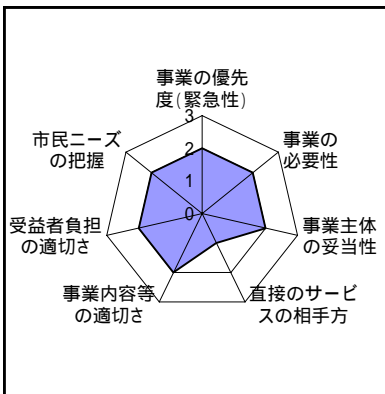 事業の優先
度(緊急性)
事業の
必要性
事業主体
の妥当性
直接のサービ
スの相手方
事業内容等
の適切さ
受益者負担
の適切さ
市民ニーズ
の把握
3
2
1
0